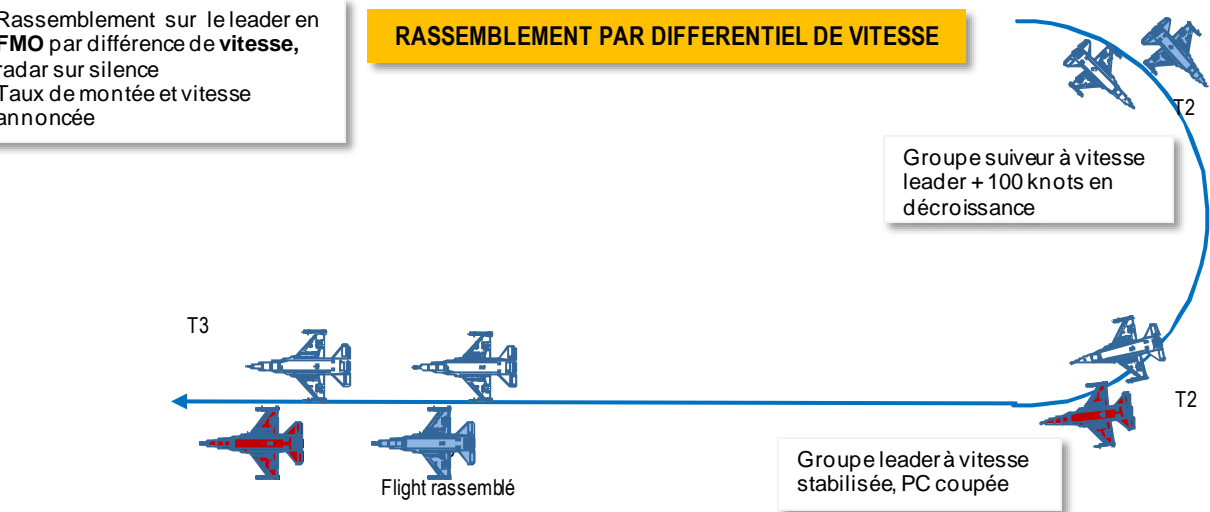 Rassemblement sur le leader en
FMO par différence de vitesse,
radar sur silence
Taux de montée et vitesse
annoncée
RASSEMBLEMENT PAR DIFFERENTIEL DE VITESSE
T2
Groupe suiveur à vitesse
leader + 100 knots en
décroissance
T3
T2
Flight rassemblé
Groupe leader à vitesse
stabilisée, PC coupée